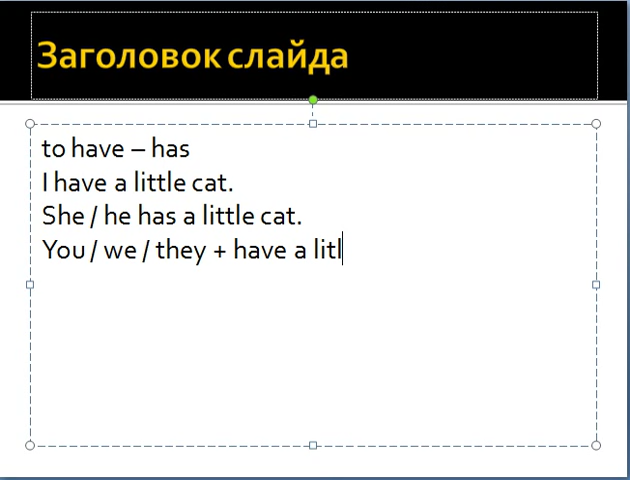 Заголовок слайда
to have – has
I have a little cat.
She / he has a little cat.
You / we / they + have a litl